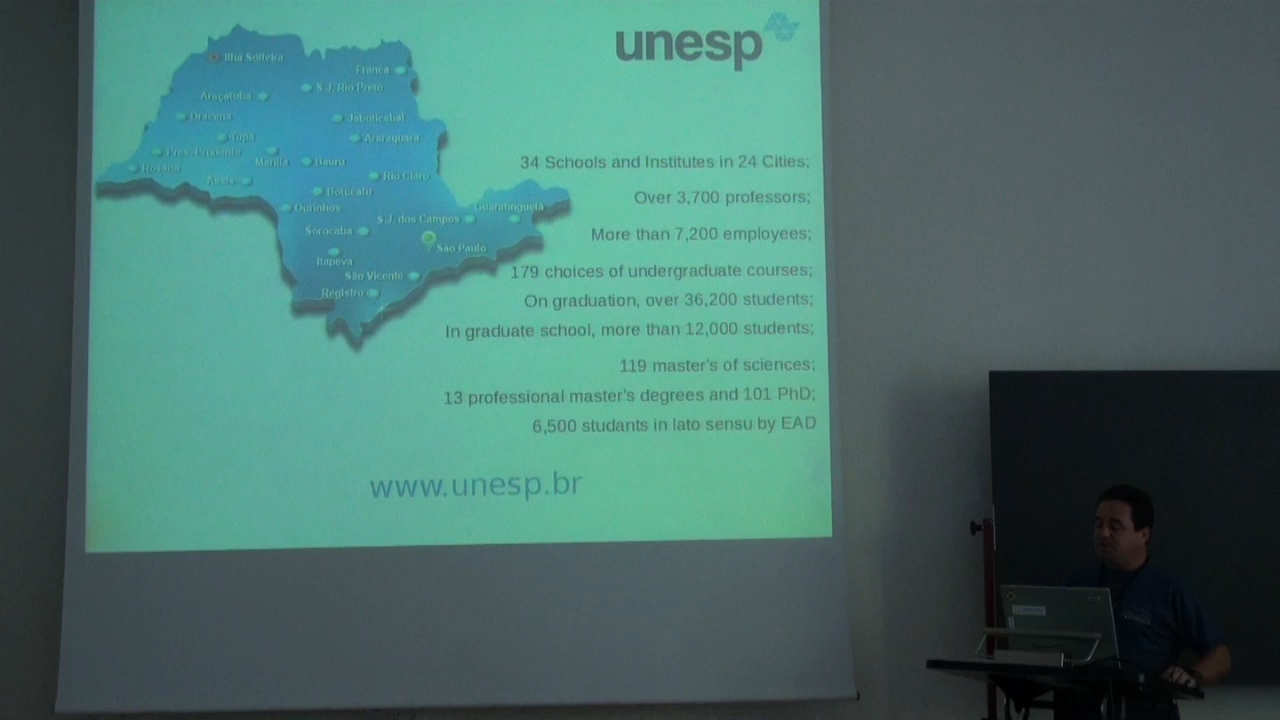 unesp
Ilha Solteira
Franca
S.J. Rio Preto
Araçatuba
Dracena
Jaboticabal
Tupã
Araraquara
Pres. Prudente
Marília
Bauru
Rosana
Assis
Rio Claro
Botucatu
Ourinhos
Guaratinguetá
S.J. dos Campos
Sorocaba
São Paulo
Itapeva
São Vicente
Registro
34 Schools and Institutes in 24 Cities;
Over 3,700 professors;
More than 7,200 employees;
179 choices of undergraduate courses;
On graduation, over 36,200 students;
In graduate school, more than 12,000 students;
119 master's of sciences;
13 professional master's degrees and 101 PhD;
6,500 studants in lato sensu by EAD
www.unesp.br